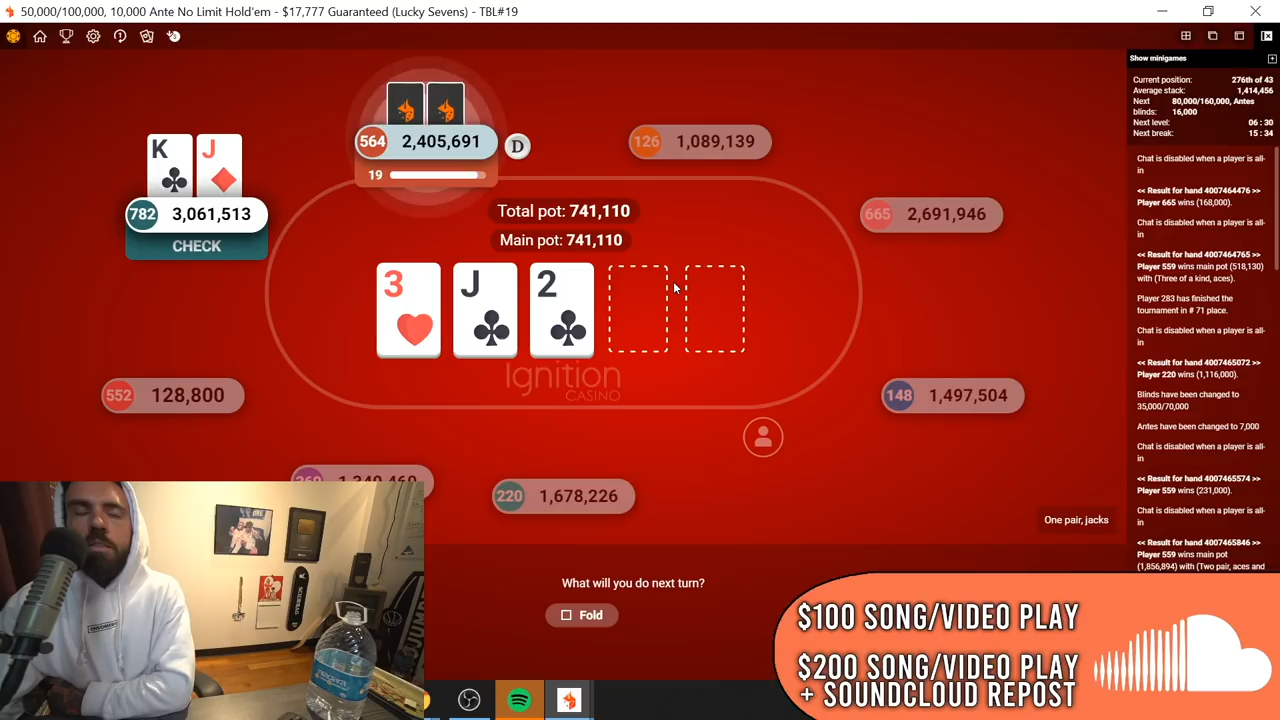 50,000/100,000, 10,000 Ante No Limit Hold'em - $17,777 Guaranteed (Lucky Sevens) - TBL#19
Show minigames
Current position: 276th of 43
Average stack: 1,414,456
Next 80,000/160,000, Antes
blinds: 16,000
Next level: 06 : 30
Next break: 15 : 34
Chat is disabled when a player is all-
in
<< Result for hand 4007464476 >>
Player 665 wins (168,000).
Chat is disabled when a player is all-
in
<< Result for hand 4007464765 >>
Player 559 wins main pot (518,130)
with (Three of a kind, aces).
Player 283 has finished the
tournament in # 71 place.
Chat is disabled when a player is all-
in
<< Result for hand 4007465072 >>
Player 220 wins (1,116,000).
Blinds have been changed to
35,000/70,000
Antes have been changed to 7,000
Chat is disabled when a player is all-
in
<< Result for hand 4007465574 >>
Player 559 wins (231,000).
Chat is disabled when a player is all-
in
<< Result for hand 4007465846 >>
Player 559 wins main pot
(1,856,894) with (Two pair, aces and
K J
782 3,061,513
CHECK
564 2,405,691
19
D
126 1,089,139
665 2,691,946
Total pot: 741,110
Main pot: 741,110
3 J 2
Ignition
CASINO
552 128,800
148 1,497,504
220 1,678,226
One pair, jacks
What will you do next turn?
Fold
$100 SONG/VIDEO PLAY
$200 SONG/VIDEO PLAY
+ SOUNDCLOUD REPOST